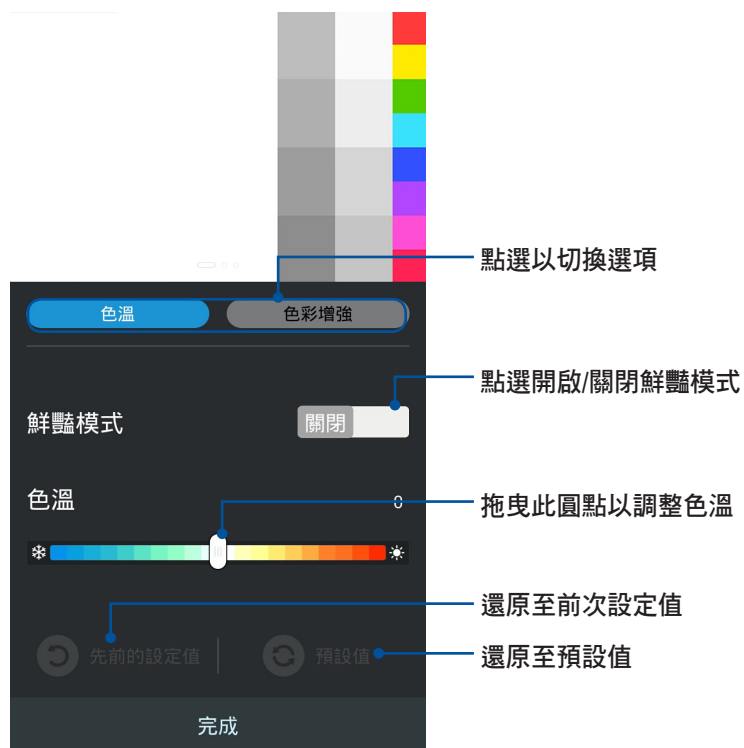 點選以切換選項
色溫
色彩增強
點選開啟/關閉鮮豔模式
鮮豔模式
關閉
色溫
0
拖曳此圓點以調整色溫
還原至前次設定值
先前的設定值
預設值
還原至預設值
完成